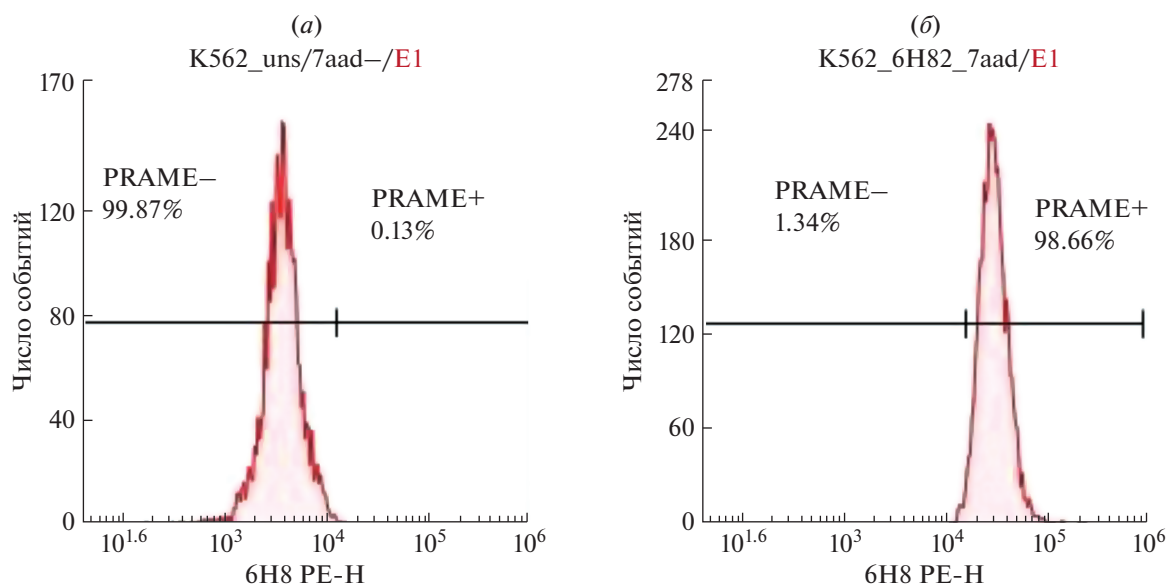 (а)
K562_uns/7aad−/E1
170
120
80
40
0
Число событий
PRAME−
99.87%
PRAME+
0.13%
10^1.6 10^3 10^4 10^5 10^6
6H8 PE-H
(б)
K562_6H82_7aad/E1
278
240
180
120
60
0
Число событий
PRAME−
1.34%
PRAME+
98.66%
10^1.6 10^3 10^4 10^5 10^6
6H8 PE-H